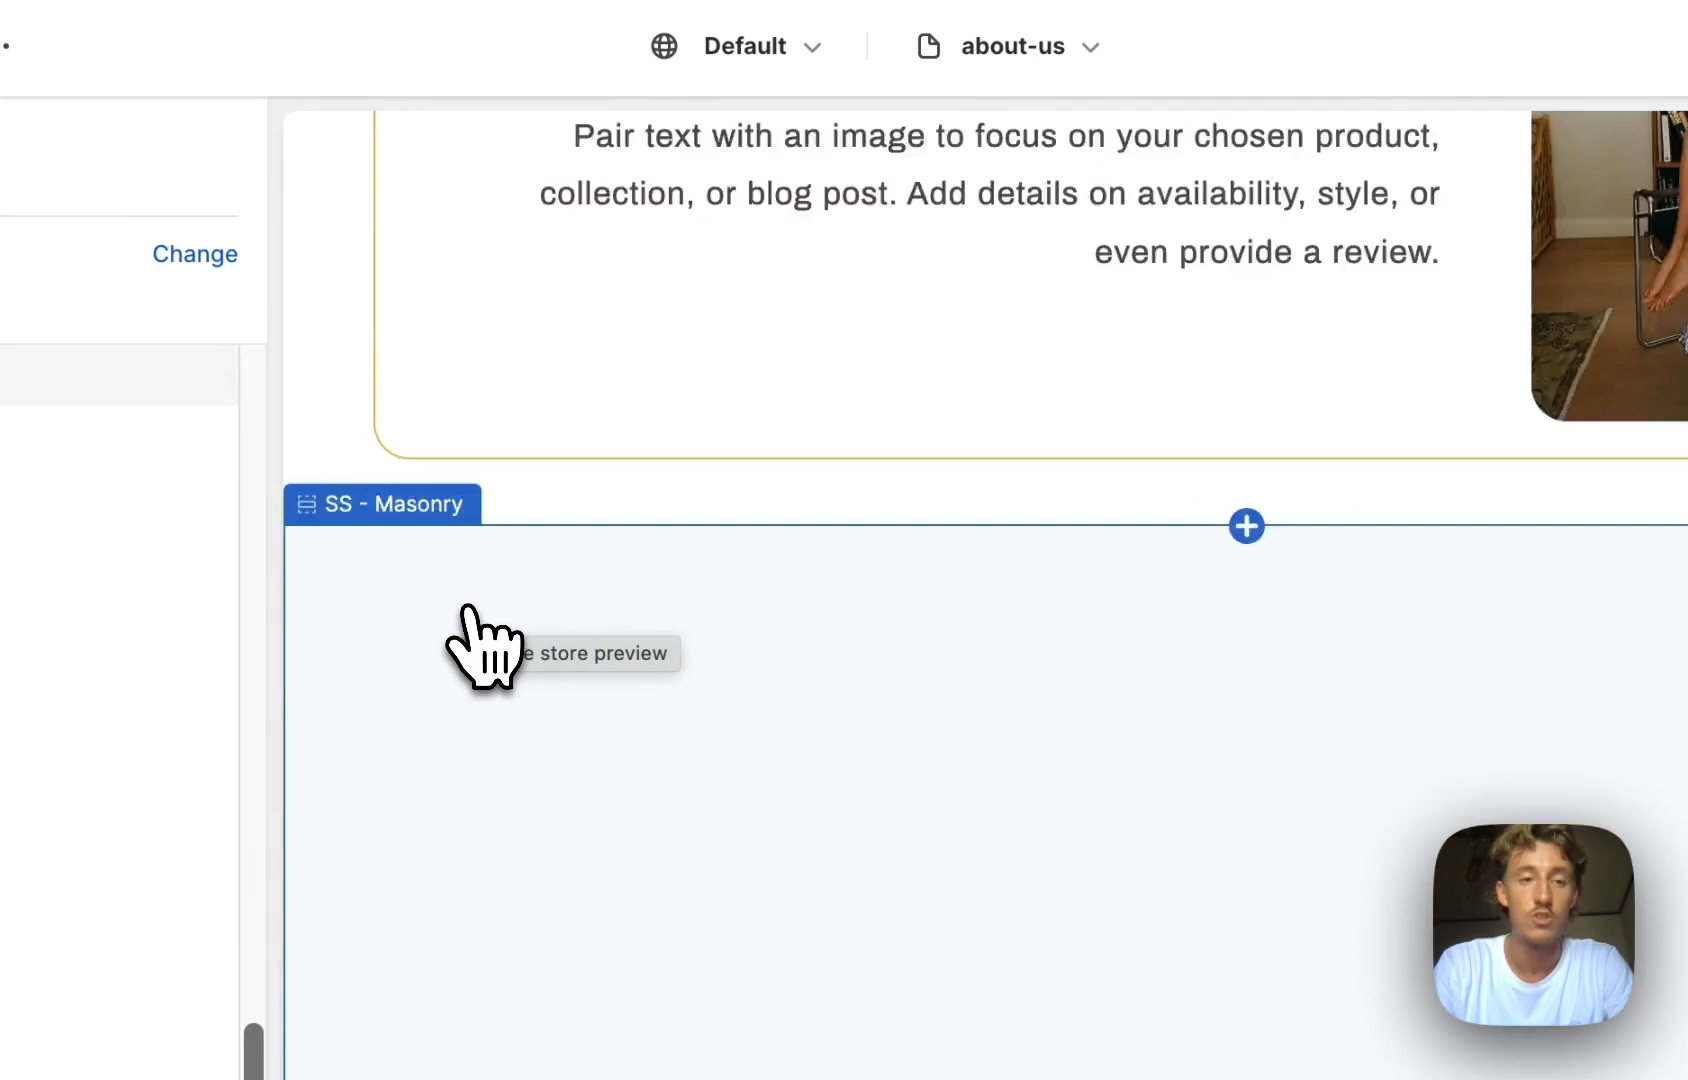 Default
about-us
Pair text with an image to focus on your chosen product,
collection, or blog post. Add details on availability, style, or
even provide a review.
Change
SS - Masonry
store preview